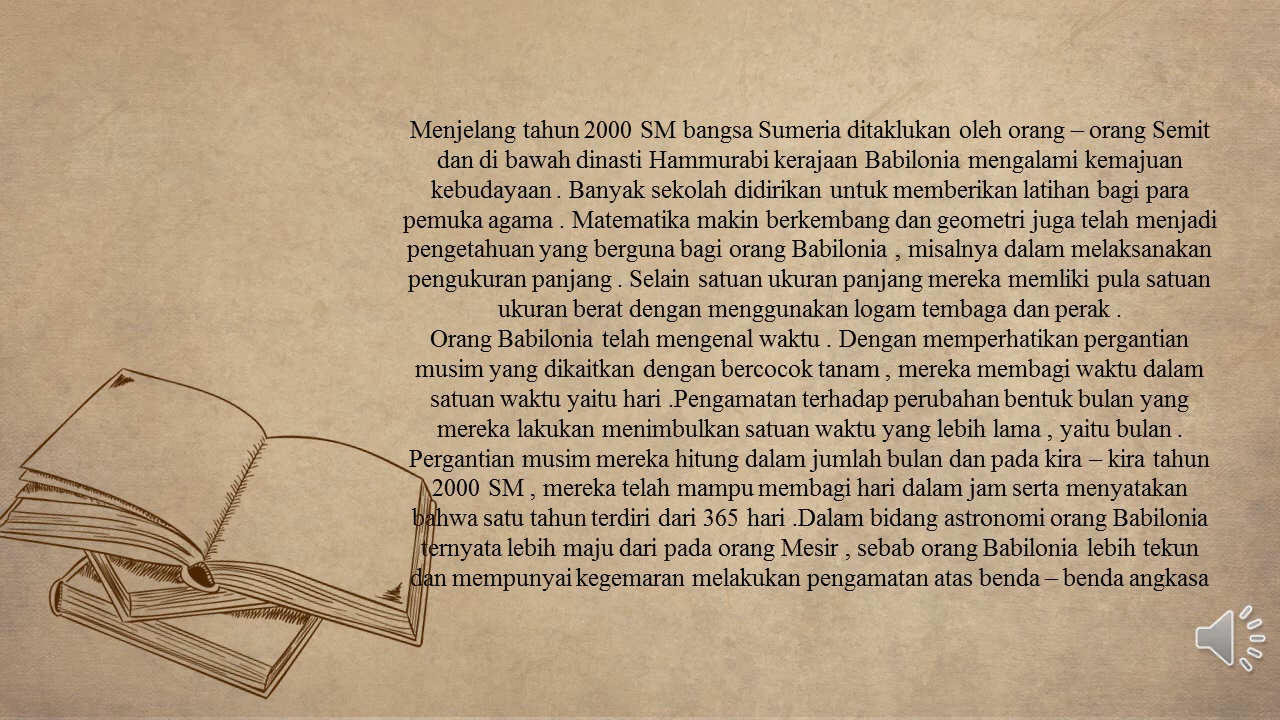 Menjelang tahun 2000 SM bangsa Sumeria ditaklukan oleh orang – orang Semit
dan di bawah dinasti Hammurabi kerajaan Babilonia mengalami kemajuan
kebudayaan . Banyak sekolah didirikan untuk memberikan latihan bagi para
pemuka agama . Matematika makin berkembang dan geometri juga telah menjadi
pengetahuan yang berguna bagi orang Babilonia , misalnya dalam melaksanakan
pengukuran panjang . Selain satuan ukuran panjang mereka memliki pula satuan
ukuran berat dengan menggunakan logam tembaga dan perak .
Orang Babilonia telah mengenal waktu . Dengan memperhatikan pergantian
musim yang dikaitkan dengan bercocok tanam , mereka membagi waktu dalam
satuan waktu yaitu hari .Pengamatan terhadap perubahan bentuk bulan yang
mereka lakukan menimbulkan satuan waktu yang lebih lama , yaitu bulan .
Pergantian musim mereka hitung dalam jumlah bulan dan pada kira – kira tahun
2000 SM , mereka telah mampu membagi hari dalam jam serta menyatakan
bahwa satu tahun terdiri dari 365 hari .Dalam bidang astronomi orang Babilonia
ternyata lebih maju dari pada orang Mesir , sebab orang Babilonia lebih tekun
dan mempunyai kegemaran melakukan pengamatan atas benda – benda angkasa